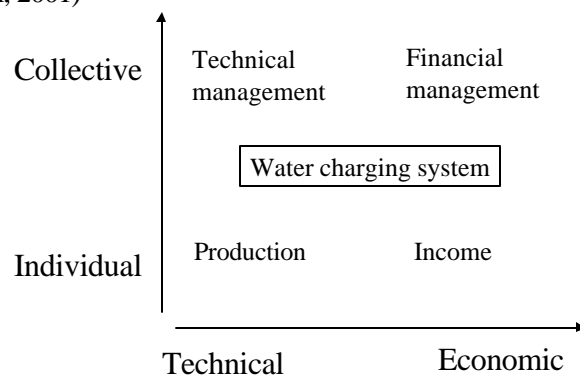 , 2001)
Collective
Technical
management
Financial
management
Water charging system
Individual
Production
Income
Technical
Economic